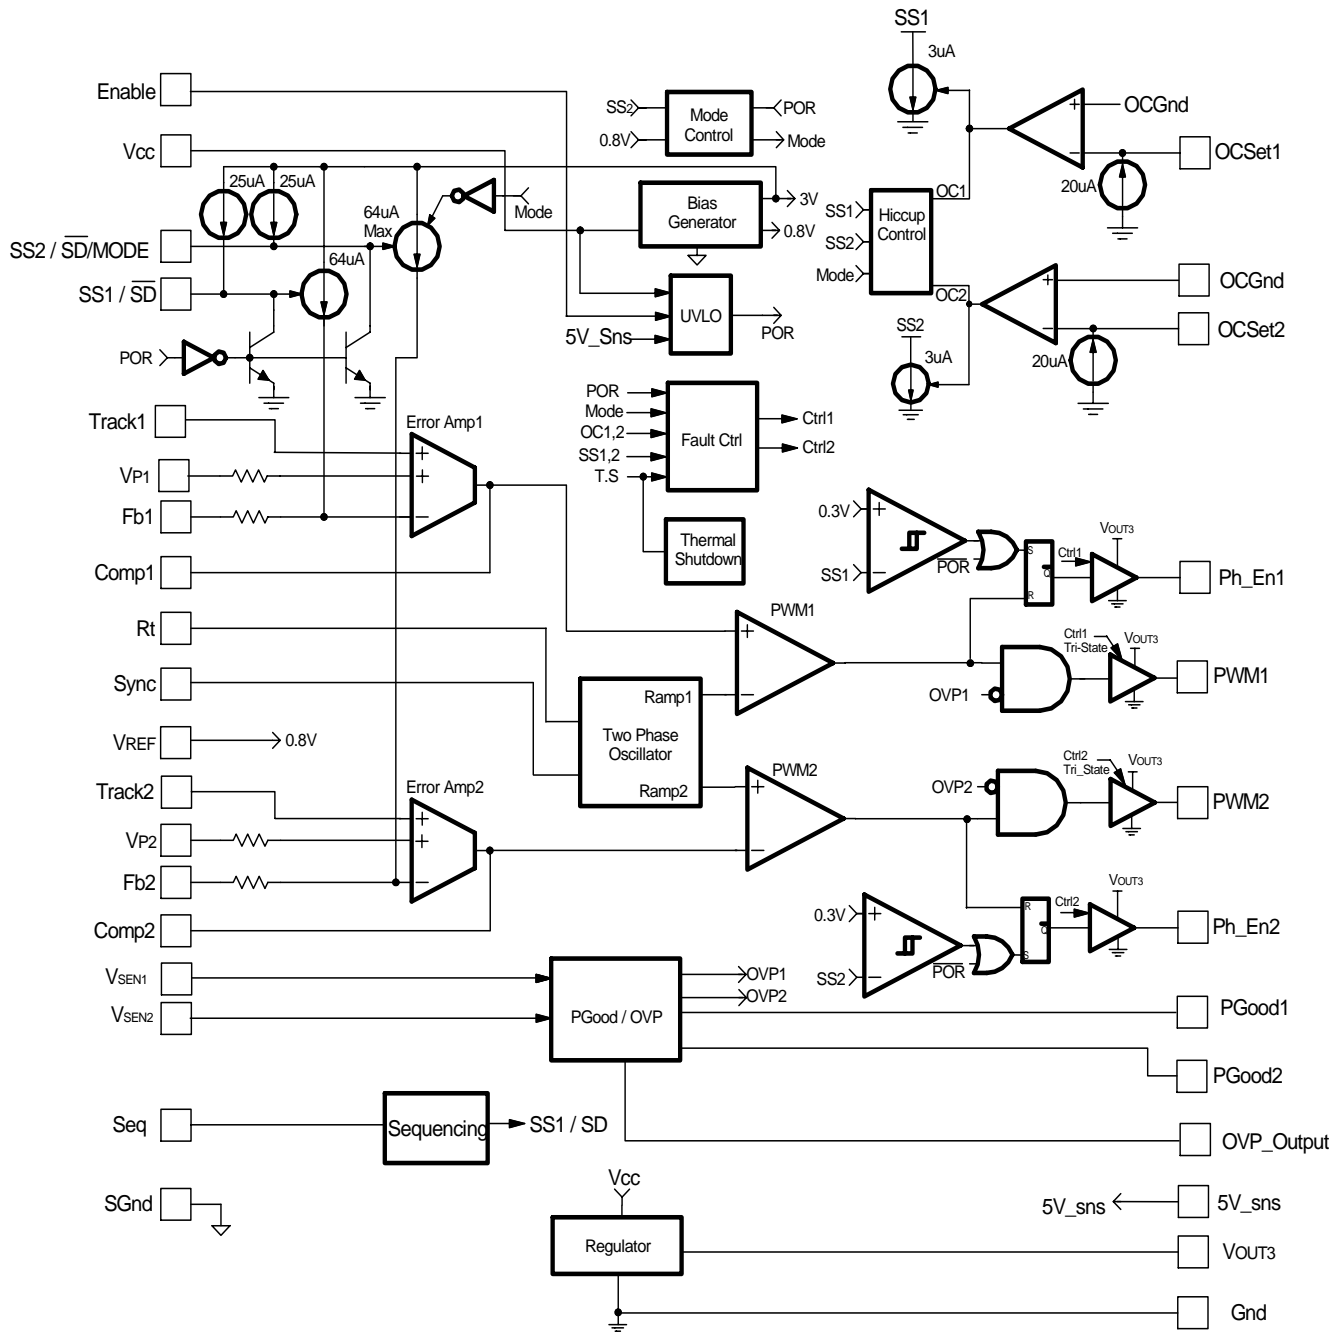 SS1
3uA
Enable
SS2
POR
Mode
Control
0.8V
Mode
OCGnd
Vcc
OCSet1
25uA
25uA
20uA
Mode
64uA
Max
Bias
Generator
3V
0.8V
OC1
SS1
Hiccup
Control
SS2
Mode
OC2
SS2 / SD/MODE
64uA
SS1 / SD
OCGnd
UVLO
POR
5V_Sns
SS2
3uA
OCSet2
20uA
POR
POR
Mode
OC1,2
SS1,2
T.S
Fault Ctrl
Ctrl1
Ctrl2
Track1
Error Amp1
+
VP1
+
Fb1
−
Thermal
Shutdown
0.3V
+
SS1
−
POR
S
Q
R
Ctrl1
VOUT3
Ph_En1
Comp1
PWM1
+
−
Rt
Ctrl1
Tri-State
VOUT3
PWM1
OVP1
Sync
Ramp1
Two Phase
Oscillator
Ramp2
VREF
0.8V
PWM2
+
−
Ctrl2
Tri_State
VOUT3
OVP2
PWM2
Track2
Error Amp2
+
VP2
+
Fb2
−
VOUT3
Ctrl2
R
Q
S
0.3V
+
SS2
−
POR
Ph_En2
Comp2
VSEN1
OVP1
OVP2
VSEN2
PGood / OVP
PGood1
PGood2
Seq
Sequencing
SS1 / SD
OVP_Output
SGnd
Vcc
5V_sns
5V_sns
Regulator
VOUT3
Gnd